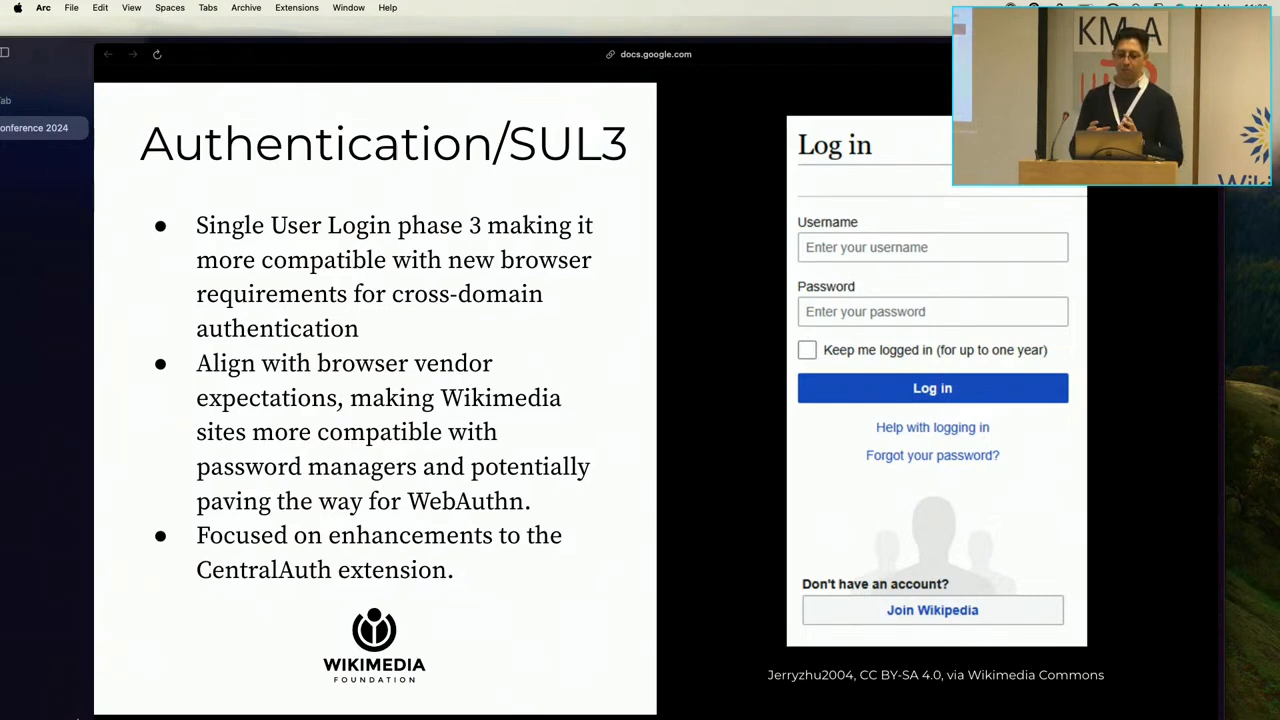 Arc File Edit View Spaces Tabs Archive Extensions Window Help
docs.google.com
ab
onference 2024
Authentication/SUL3
● Single User Login phase 3 making it
more compatible with new browser
requirements for cross-domain
authentication
● Align with browser vendor
expectations, making Wikimedia
sites more compatible with
password managers and potentially
paving the way for WebAuthn.
● Focused on enhancements to the
CentralAuth extension.
WIKIMEDIA
FOUNDATION
Log in
Username
Enter your username
Password
Enter your password
Keep me logged in (for up to one year)
Log in
Help with logging in
Forgot your password?
Don't have an account?
Join Wikipedia
Jerryzhu2004, CC BY-SA 4.0, via Wikimedia Commons